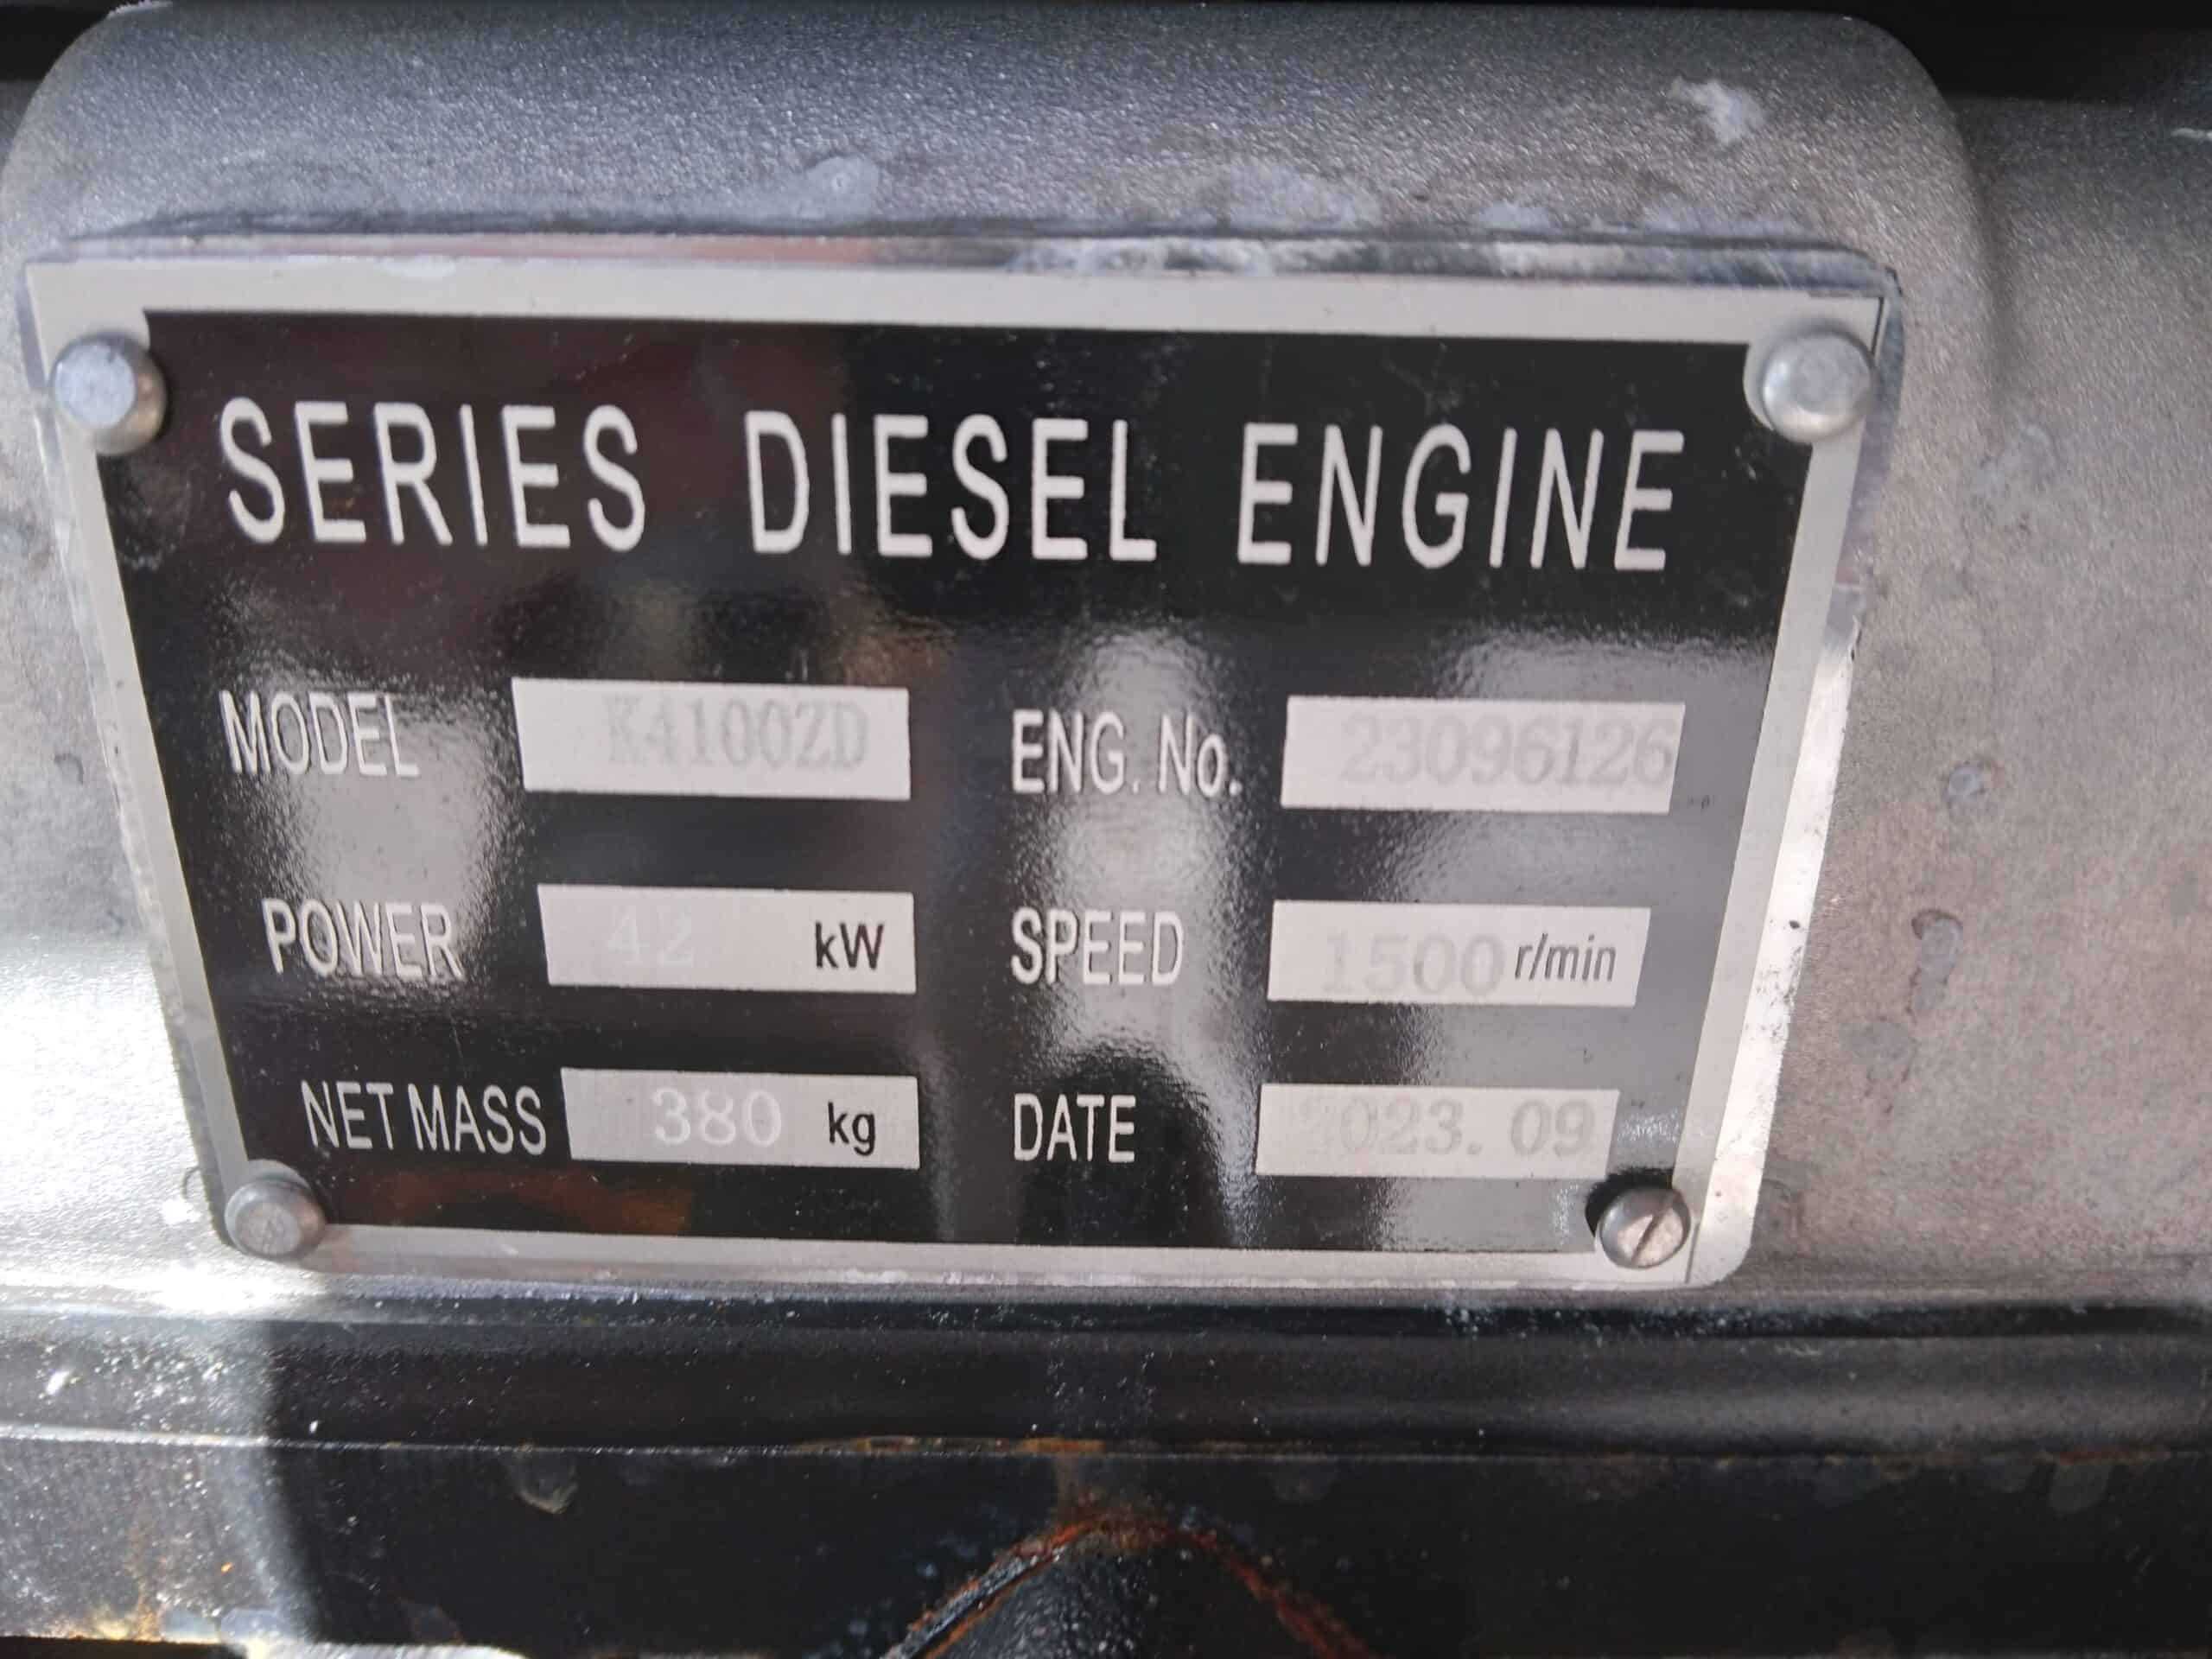 SERIES DIESEL ENGINE
MODEL K4100ZD ENG. No. 23096126
POWER 42 kW SPEED 1500 r/min
NET MASS 380 kg DATE 2023.09